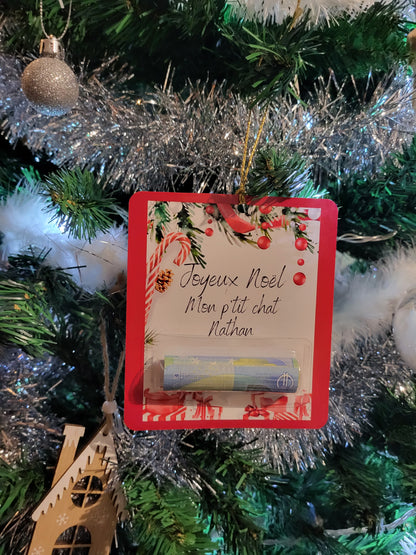 Joyeux Noël
Mon p'tit chat
Nathan